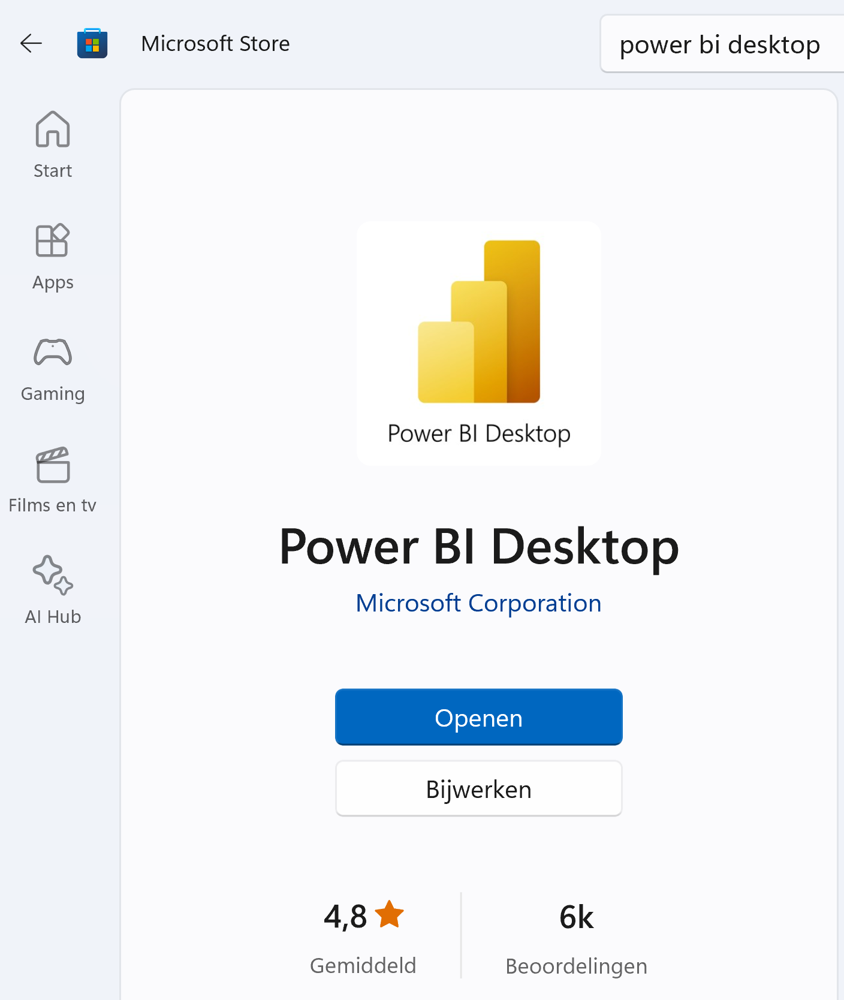 Microsoft Store
power bi desktop
Start
Apps
Gaming
Films en tv
AI Hub
Power BI Desktop
Power BI Desktop
Microsoft Corporation
Openen
Bijwerken
4,8
Gemiddeld
6k
Beoordelingen